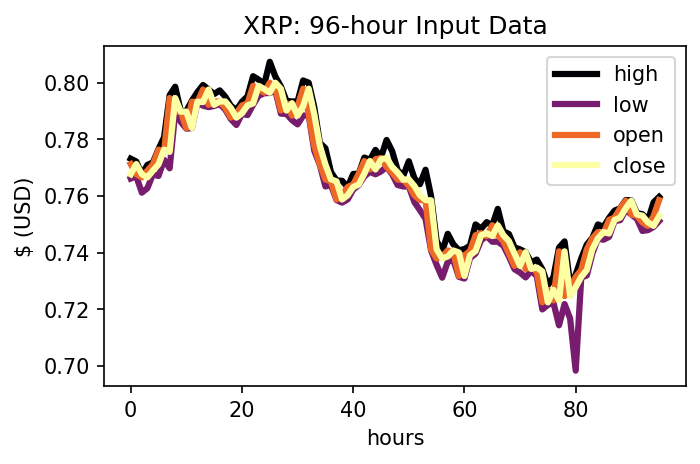 XRP: 96-hour Input Data
high
low
open
close
$ (USD)
0.80
0.78
0.76
0.74
0.72
0.70
0
20
40
60
80
hours